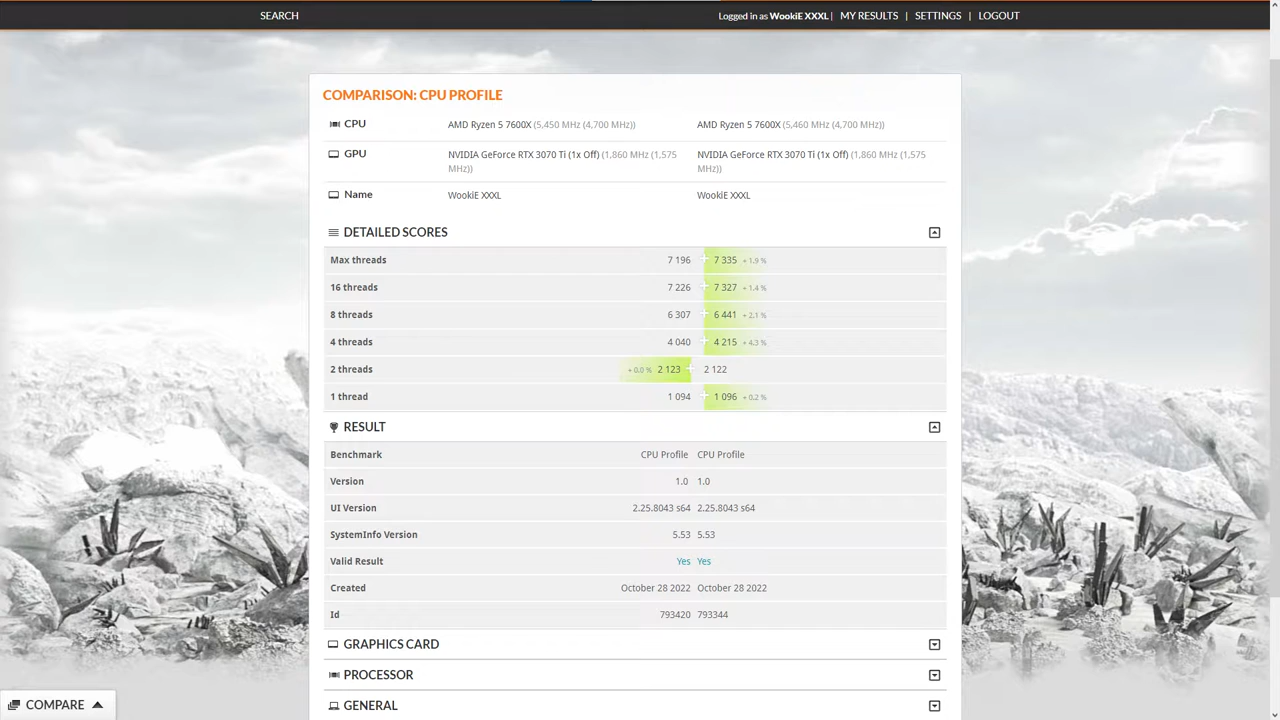 SEARCH Logged in as WookiE XXXL | MY RESULTS | SETTINGS | LOGOUT
COMPARISON: CPU PROFILE
CPU AMD Ryzen 5 7600X (5,450 MHz (4,700 MHz)) AMD Ryzen 5 7600X (5,460 MHz (4,700 MHz))
GPU NVIDIA GeForce RTX 3070 Ti (1x Off) (1,860 MHz (1,575 NVIDIA GeForce RTX 3070 Ti (1x Off) (1,860 MHz (1,575
MHz)) MHz))
Name WookiE XXXL WookiE XXXL
DETAILED SCORES
Max threads 7 196 7 335 + 1.9 %
16 threads 7 226 7 327 + 1.4 %
8 threads 6 307 6 441 + 2.1 %
4 threads 4 040 4 215 + 4.3 %
2 threads + 0.0 % 2 123 2 122
1 thread 1 094 1 096 + 0.2 %
RESULT
Benchmark CPU Profile CPU Profile
Version 1.0 1.0
UI Version 2.25.8043 s64 2.25.8043 s64
SystemInfo Version 5.53 5.53
Valid Result Yes Yes
Created October 28 2022 October 28 2022
Id 793420 793344
GRAPHICS CARD
PROCESSOR
COMPARE GENERAL